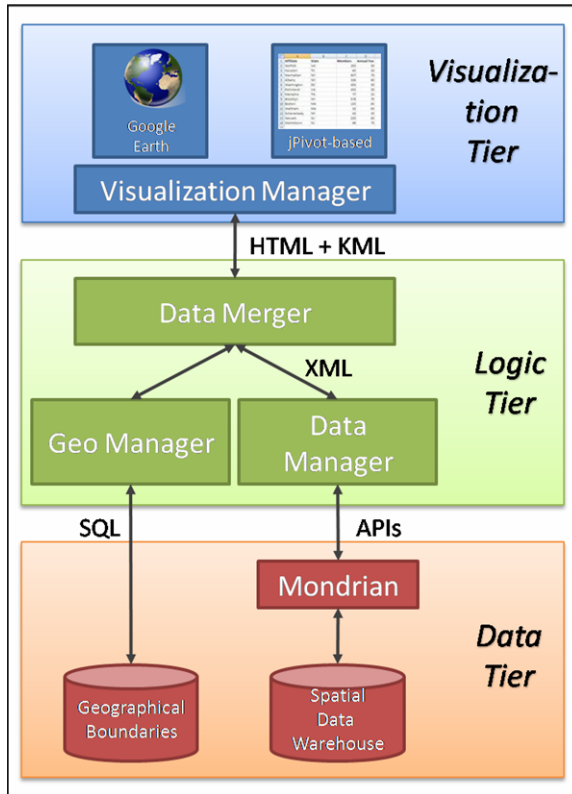 Visualiza-
tion
Tier
Google
Earth
jPivot-based
Visualization Manager
HTML + KML
Data Merger
XML
Logic
Tier
Geo Manager
Data
Manager
SQL
APIs
Mondrian
Data
Tier
Geographical
Boundaries
Spatial
Data
Warehouse